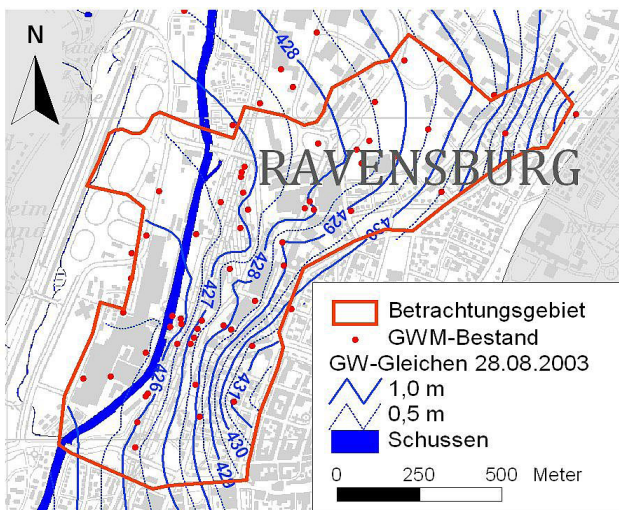 N
428
RAVENSBURG
429
430
428
427
426
431
430
429
Betrachtungsgebiet
GWM-Bestand
GW-Gleichen 28.08.2003
1,0 m
0,5 m
Schussen
0 250 500 Meter